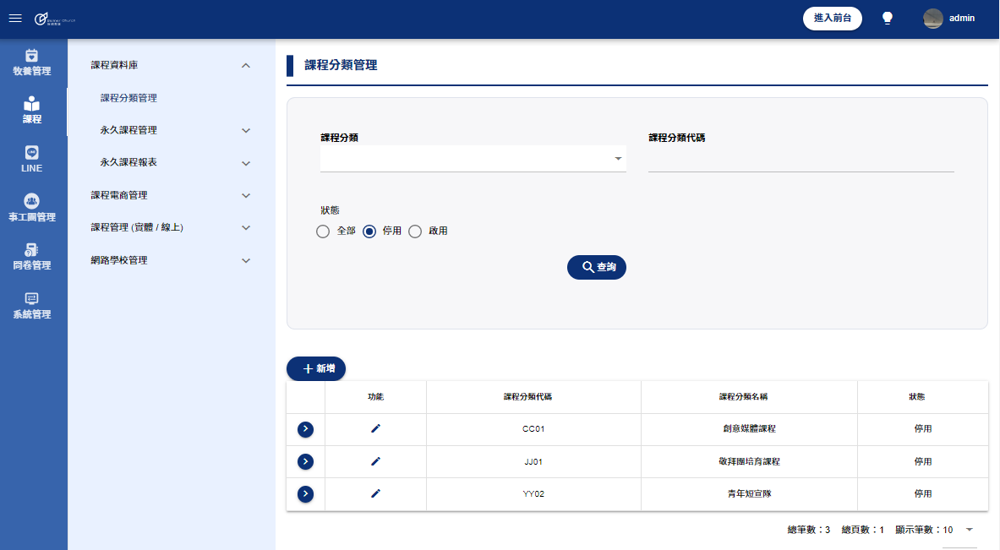 進入前台
admin
牧養管理
課程
LINE
事工團管理
問卷管理
系統管理
課程資料庫
課程分類管理
永久課程管理
永久課程報表
課程電商管理
課程管理 (實體 / 線上)
網路學校管理
課程分類管理
課程分類
課程分類代碼
狀態
全部 停用 啟用
查詢
新增
功能 課程分類代碼 課程分類名稱 狀態
CC01 創意媒體課程 停用
JJ01 敬拜團培育課程 停用
YY02 青年短宣隊 停用
總筆數：3 總頁數：1 顯示筆數：10